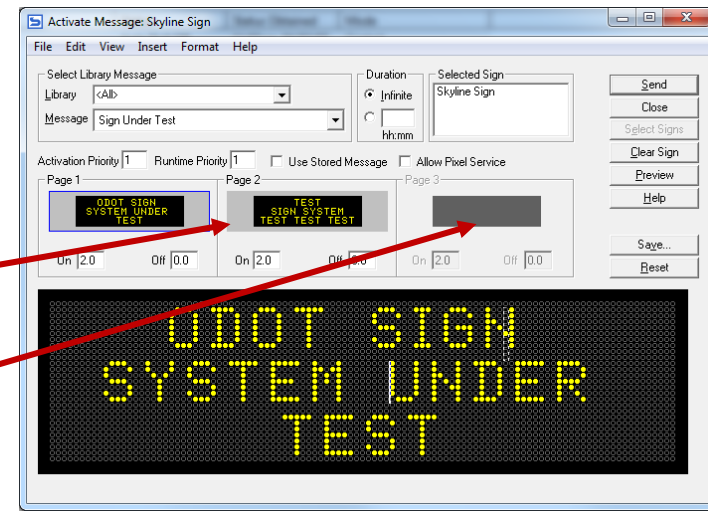 Activate Message: Skyline Sign
File Edit View Insert Format Help
Select Library Message
Library <All>
Message Sign Under Test
Duration
Infinite
hh:mm
Selected Sign
Skyline Sign
Send
Close
Select Signs
Clear Sign
Preview
Help
Save...
Reset
Activation Priority 1 Runtime Priority 1 Use Stored Message Allow Pixel Service
Page 1
ODOT SIGN
SYSTEM UNDER
TEST
On 2.0 Off 0.0
Page 2
TEST
SIGN SYSTEM
TEST TEST TEST
On 2.0 Off 0.0
Page 3
On 2.0 Off 0.0
ODOT SIGN
SYSTEM UNDER
TEST